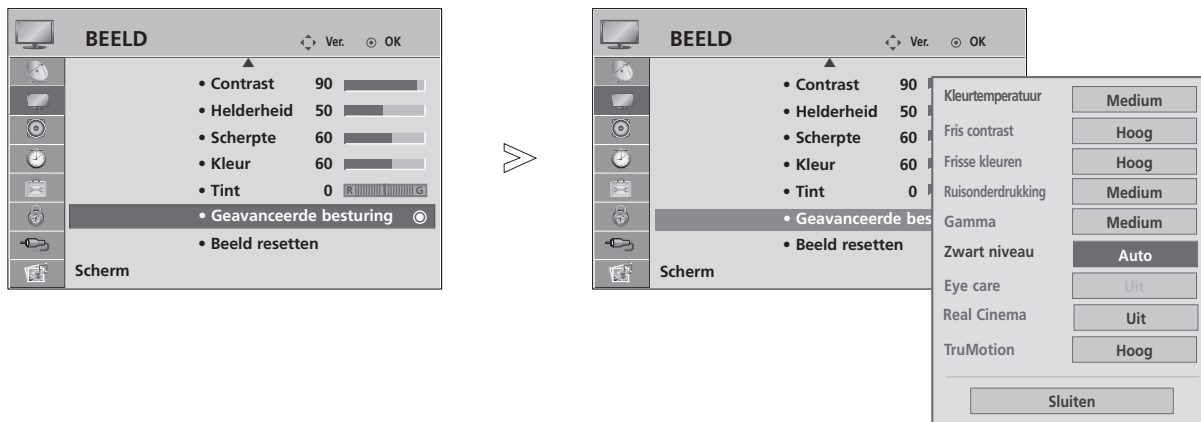 BEELD Ver. OK
• Contrast 90
• Helderheid 50
• Scherpte 60
• Kleur 60
• Tint 0 R G
• Geavanceerde besturing
• Beeld resetten
Scherm
BEELD Ver. OK
• Contrast 90
• Helderheid 50
• Scherpte 60
• Kleur 60
• Tint 0
• Geavanceerde bes
• Beeld resetten
Scherm
Kleurtemperatuur Medium
Fris contrast Hoog
Frisse kleuren Hoog
Ruisonderdrukking Medium
Gamma Medium
Zwart niveau Auto
Eye care Uit
Real Cinema Uit
TruMotion Hoog
Sluiten